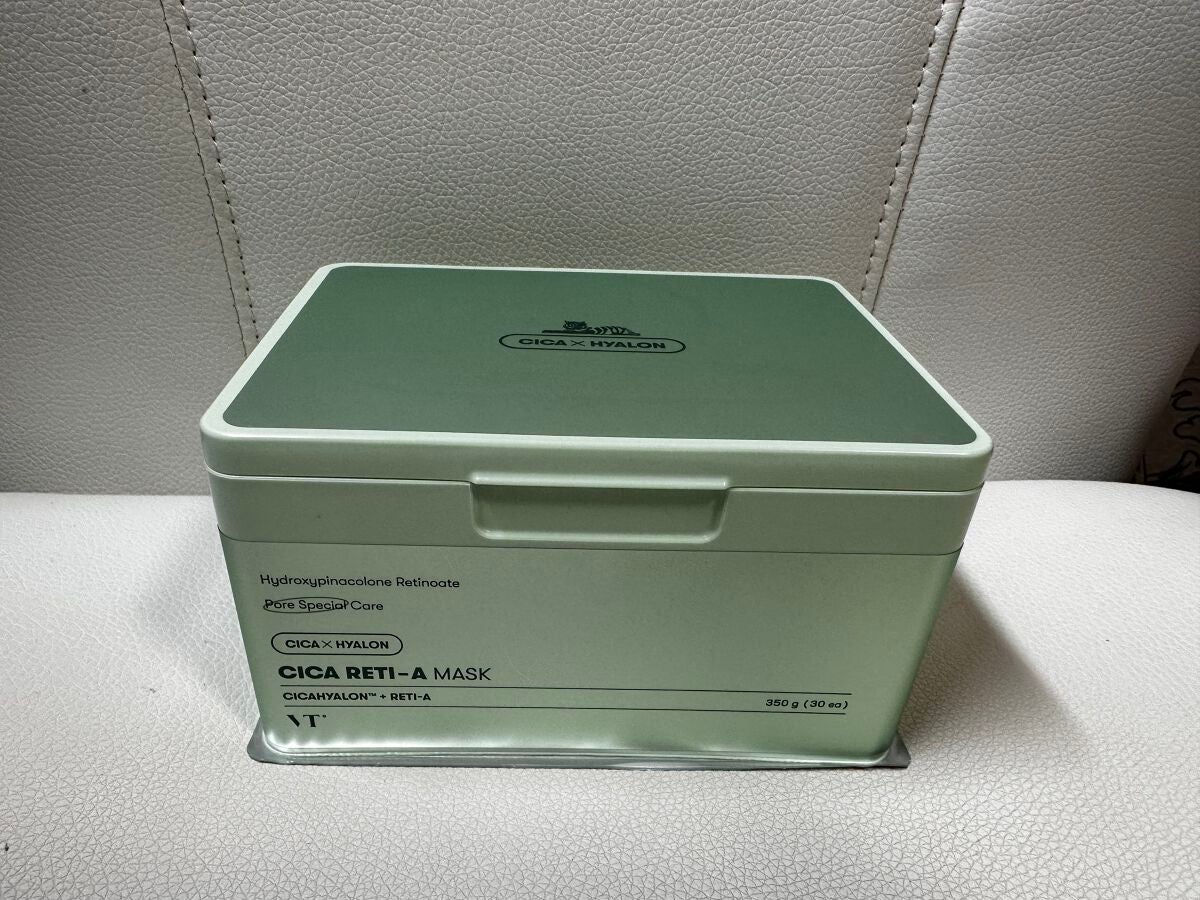 CICA × HYALON
Hydroxypinacolone Retinoate
Pore Special Care
CICA × HYALON
CICA RETI-A MASK
CICAHYALON™ + RETI-A
350 g (30 ea)
VT